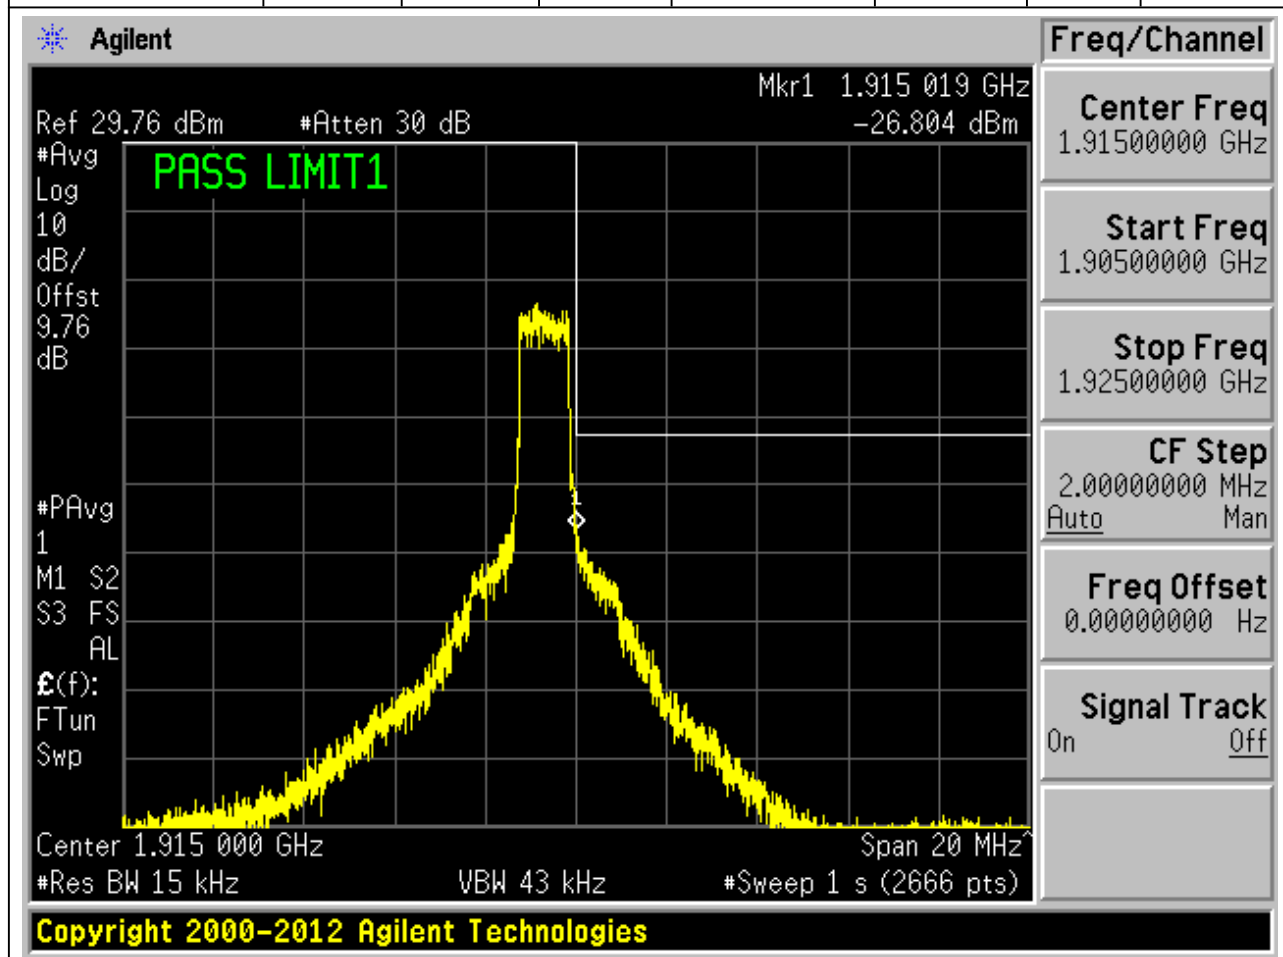 Agilent
Freq/Channel
Mkr1 1.915 019 GHz
Ref 29.76 dBm #Atten 30 dB -26.804 dBm
#Avg
Log
10
dB/
Offst
9.76
dB
PASS LIMIT1
1
#PAvg
1
M1 S2
S3 FS
AL
£(f):
FTun
Swp
Center 1.915 000 GHz Span 20 MHz^
#Res BW 15 kHz VBW 43 kHz #Sweep 1 s (2666 pts)
Copyright 2000-2012 Agilent Technologies
Center Freq
1.91500000 GHz
Start Freq
1.90500000 GHz
Stop Freq
1.92500000 GHz
CF Step
2.00000000 MHz
Auto Man
Freq Offset
0.00000000 Hz
Signal Track
On Off